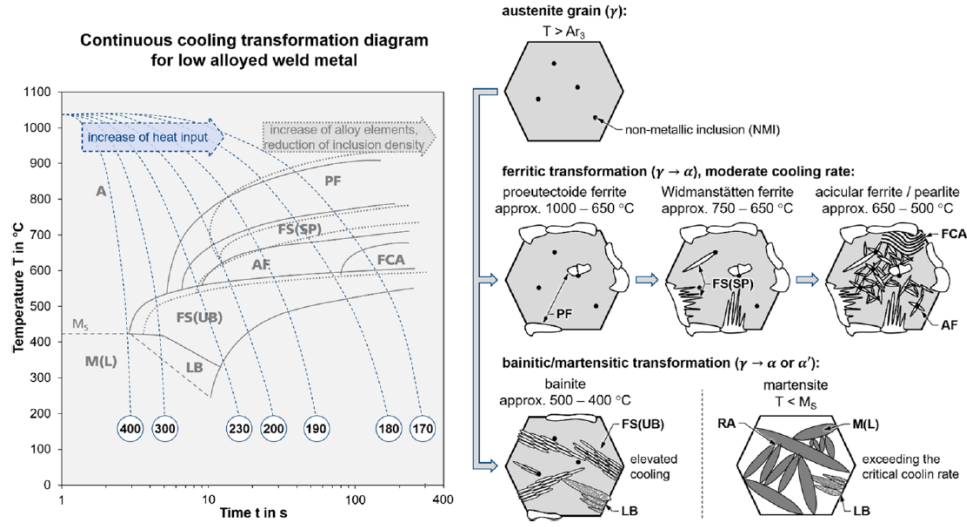 Continuous cooling transformation diagram
for low alloyed weld metal
1100
1000
900
800
700
600
500
400
300
200
100
0
Temperature T in °C
increase of heat input
increase of alloy elements,
reduction of inclusion density
A
PF
FS(SP)
AF
FCA
FS(UB)
Ms
M(L)
LB
400
300
230
200
190
180
170
1
10
100
400
Time t in s
austenite grain (γ):
T > Ar₃
non-metallic inclusion (NMI)
ferritic transformation (γ → α), moderate cooling rate:
proeutectoide ferrite
approx. 1000 – 650 °C
Widmanstätten ferrite
approx. 750 – 650 °C
acicular ferrite / pearlite
approx. 650 – 500 °C
PF
FS(SP)
FCA
AF
bainitic/martensitic transformation (γ → α or α′):
bainite
approx. 500 – 400 °C
FS(UB)
elevated
cooling
LB
martensite
T < Ms
RA
M(L)
exceeding the
critical coolin rate
LB